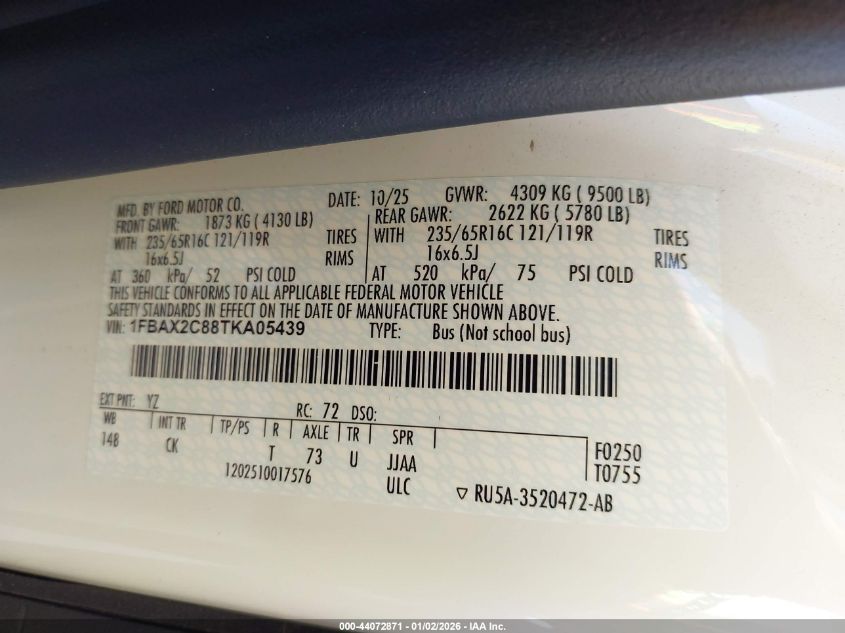 MFD. BY FORD MOTOR CO. DATE: 10/25 GVWR: 4309 KG ( 9500 LB)
FRONT GAWR: 1873 KG ( 4130 LB) REAR GAWR: 2622 KG ( 5780 LB)
WITH 235/65R16C 121/119R TIRES WITH 235/65R16C 121/119R TIRES
16x6.5J RIMS 16x6.5J RIMS
AT 360 kPa/ 52 PSI COLD AT 520 kPa/ 75 PSI COLD
THIS VEHICLE CONFORMS TO ALL APPLICABLE FEDERAL MOTOR VEHICLE
SAFETY STANDARDS IN EFFECT ON THE DATE OF MANUFACTURE SHOWN ABOVE.
VIN: 1FBAX2C88TKA05439 TYPE: Bus (Not school bus)
EXT PNT: YZ RC: 72 DSO:
WB INT TR TP/PS R AXLE TR SPR
148 CK T 73 U JJAA F0250
1202510017576 ULC T0755
▽ RU5A-3520472-AB
000-44072871 - 01/02/2026 - IAA Inc.